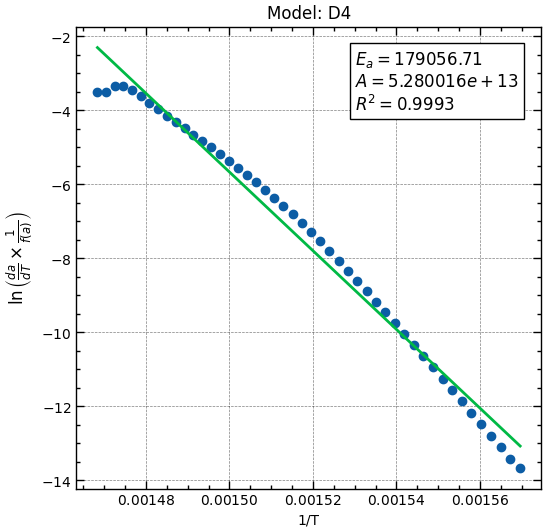 Model: D4
E_a = 179056.71
A = 5.280016e + 13
R^2 = 0.9993
ln(da/dT × 1/f(a))
−2
−4
−6
−8
−10
−12
−14
0.00148 0.00150 0.00152 0.00154 0.00156
1/T